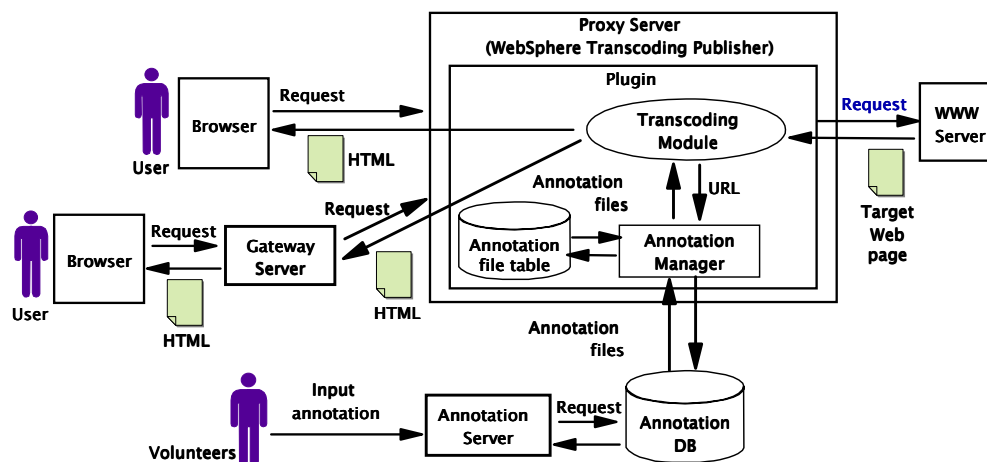 Proxy Server
(WebSphere Transcoding Publisher)
Plugin
Request
Browser
HTML
User
Transcoding
Module
Request
WWW
Server
Target
Web
page
Annotation
files
URL
Request
Annotation
file table
Annotation
Manager
Request
Browser
Gateway
Server
HTML
User
HTML
Annotation
files
Input
annotation
Volunteers
Annotation
Server
Request
Annotation
DB